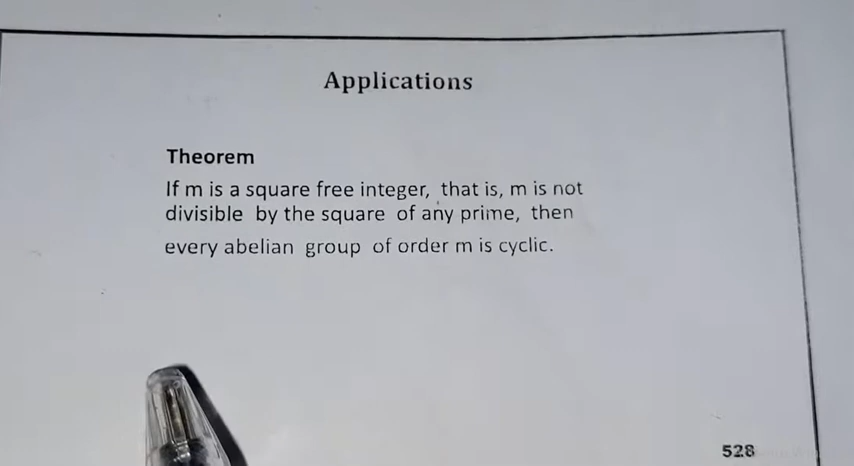 Applications
Theorem
If m is a square free integer, that is, m is not
divisible by the square of any prime, then
every abelian group of order m is cyclic.
528